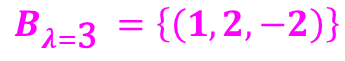 B_{λ=3} = {(1, 2, −2)}